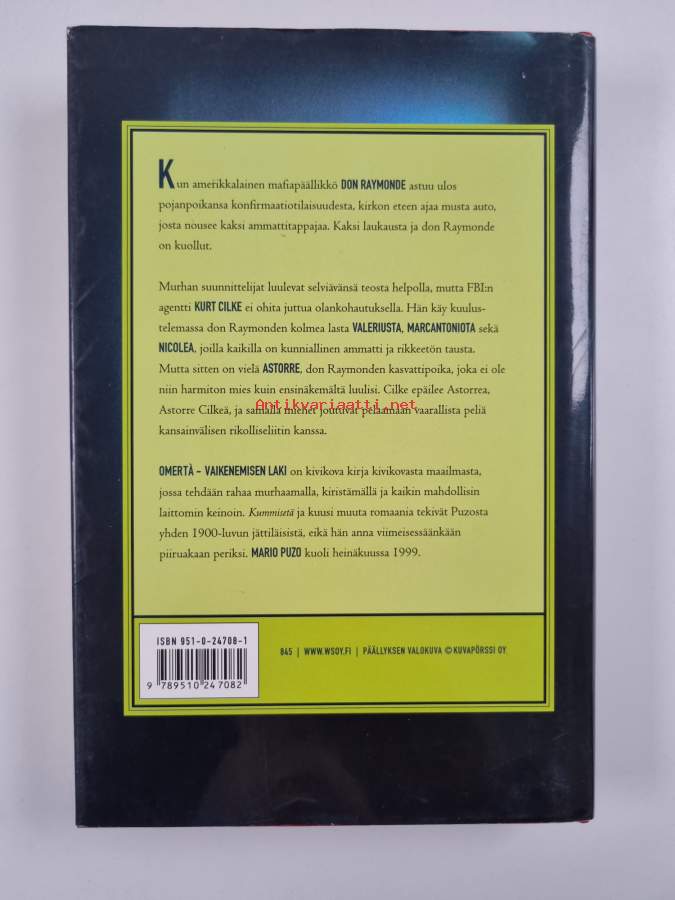 Kun amerikkalainen mafiapäällikkö DON RAYMONDE astuu ulos
pojanpoikansa konfirmaatiotilaisuudesta, kirkon eteen ajaa musta auto,
josta nousee kaksi ammattitappajaa. Kaksi laukausta ja don Raymonde
on kuollut.
Murhan suunnittelijat luulevat selviävänsä teosta helpolla, mutta FBI:n
agentti KURT CILKE ei ohita juttua olankohautuksella. Hän käy kuulus-
telemassa don Raymonden kolmea lasta VALERIUSTA, MARCANTONIOTA sekä
NICOLEA, joilla kaikilla on kunniallinen ammatti ja rikkeetön tausta.
Mutta sitten on vielä ASTORRE, don Raymonden kasvattipoika, joka ei ole
niin harmiton mies kuin ensinäkemältä luulisi. Cilke epäilee Astorrea,
Antikvariaatti.net
Astorre Cilkeä, ja samalla miehet joutuvat pelaamaan vaarallista peliä
kansainvälisen rikollisliitin kanssa.
OMERTÀ – VAIKENEMISEN LAKI on kivikova kirja kivikovasta maailmasta,
jossa tehdään rahaa murhaamalla, kiristämällä ja kaikin mahdollisin
laittomin keinoin. Kummisetä ja kuusi muuta romaania tekivät Puzosta
yhden 1900-luvun jättiläisistä, eikä hän anna viimeisessäänkään
piiruakaan periksi. MARIO PUZO kuoli heinäkuussa 1999.
ISBN 951-0-24708-1
845 | WWW.WSOY.FI | PÄÄLLYKSEN VALOKUVA © KUVAPÖRSSI OY
9 789510 247082